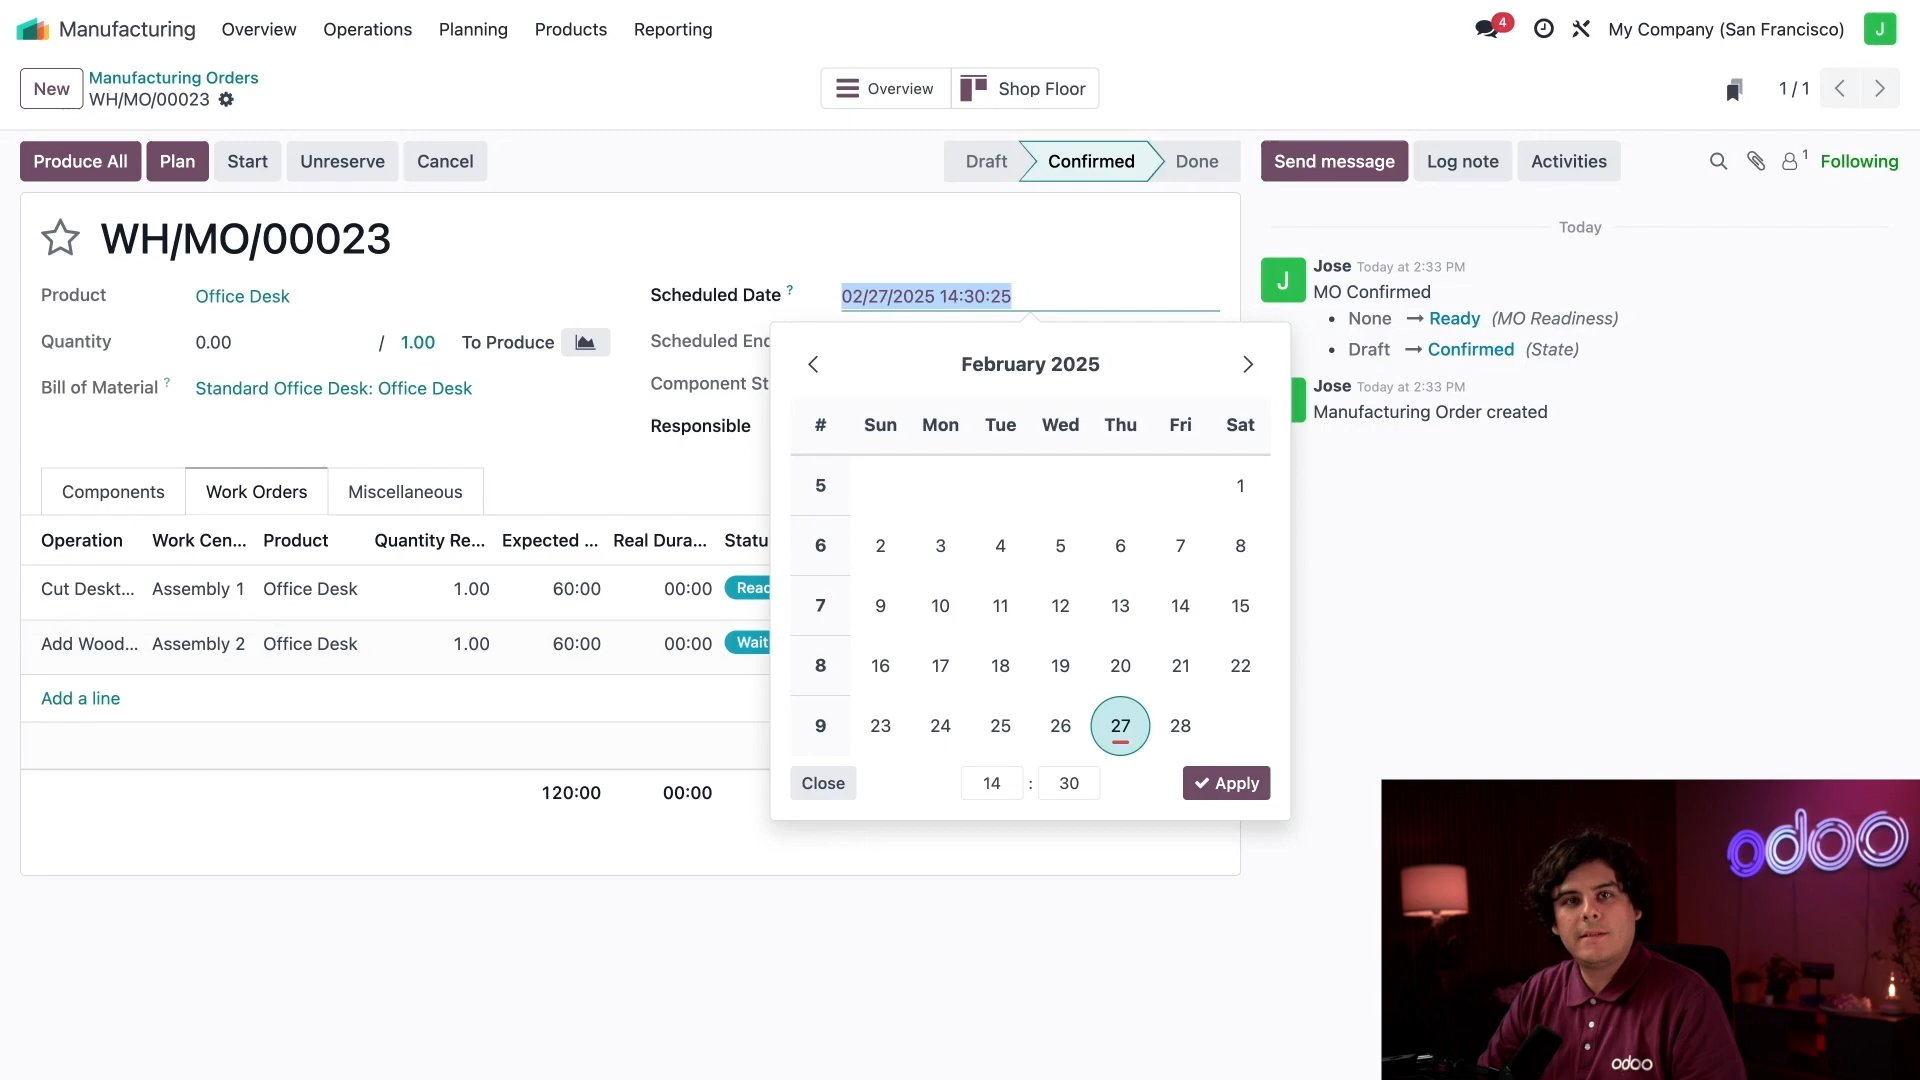 Manufacturing Overview Operations Planning Products Reporting
4 My Company (San Francisco) J
New Manufacturing Orders
WH/MO/00023
Overview Shop Floor
1 / 1
Produce All Plan Start Unreserve Cancel
Draft Confirmed Done
Send message Log note Activities
1 Following
WH/MO/00023
Product Office Desk
Quantity 0.00 / 1.00 To Produce
Bill of Material ? Standard Office Desk: Office Desk
Scheduled Date ? 02/27/2025 14:30:25
Scheduled End
Component St
Responsible
Components Work Orders Miscellaneous
Operation Work Cen... Product Quantity Re... Expected ... Real Dura... Statu
Cut Deskt... Assembly 1 Office Desk 1.00 60:00 00:00 Read
Add Wood... Assembly 2 Office Desk 1.00 60:00 00:00 Wait
Add a line
120:00 00:00
February 2025
# Sun Mon Tue Wed Thu Fri Sat
5 1
6 2 3 4 5 6 7 8
7 9 10 11 12 13 14 15
8 16 17 18 19 20 21 22
9 23 24 25 26 27 28
Close 14 : 30 Apply
Today
J Jose Today at 2:33 PM
MO Confirmed
• None → Ready (MO Readiness)
• Draft → Confirmed (State)
Jose Today at 2:33 PM
Manufacturing Order created
odoo
odoo